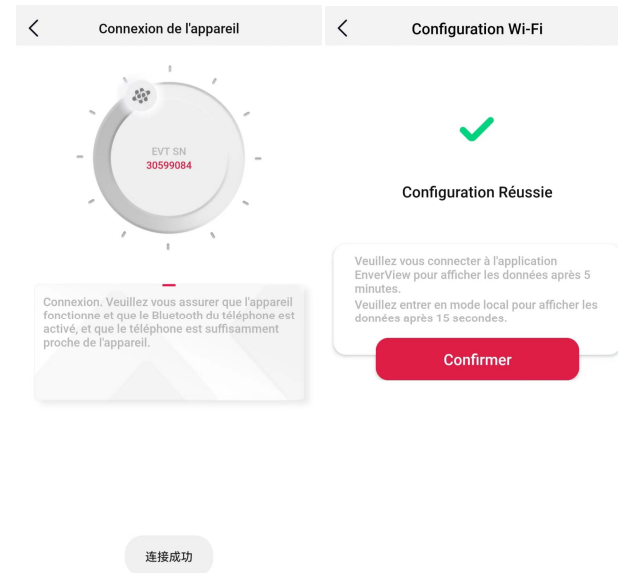 Connexion de l'appareil
EVT SN
30599084
Connexion. Veuillez vous assurer que l'appareil
fonctionne et que le Bluetooth du téléphone est
activé, et que le téléphone est suffisamment
proche de l'appareil.
连接成功
Configuration Wi-Fi
Configuration Réussie
Veuillez vous connecter à l'application
EnverView pour afficher les données après 5
minutes.
Veuillez entrer en mode local pour afficher les
données après 15 secondes.
Confirmer